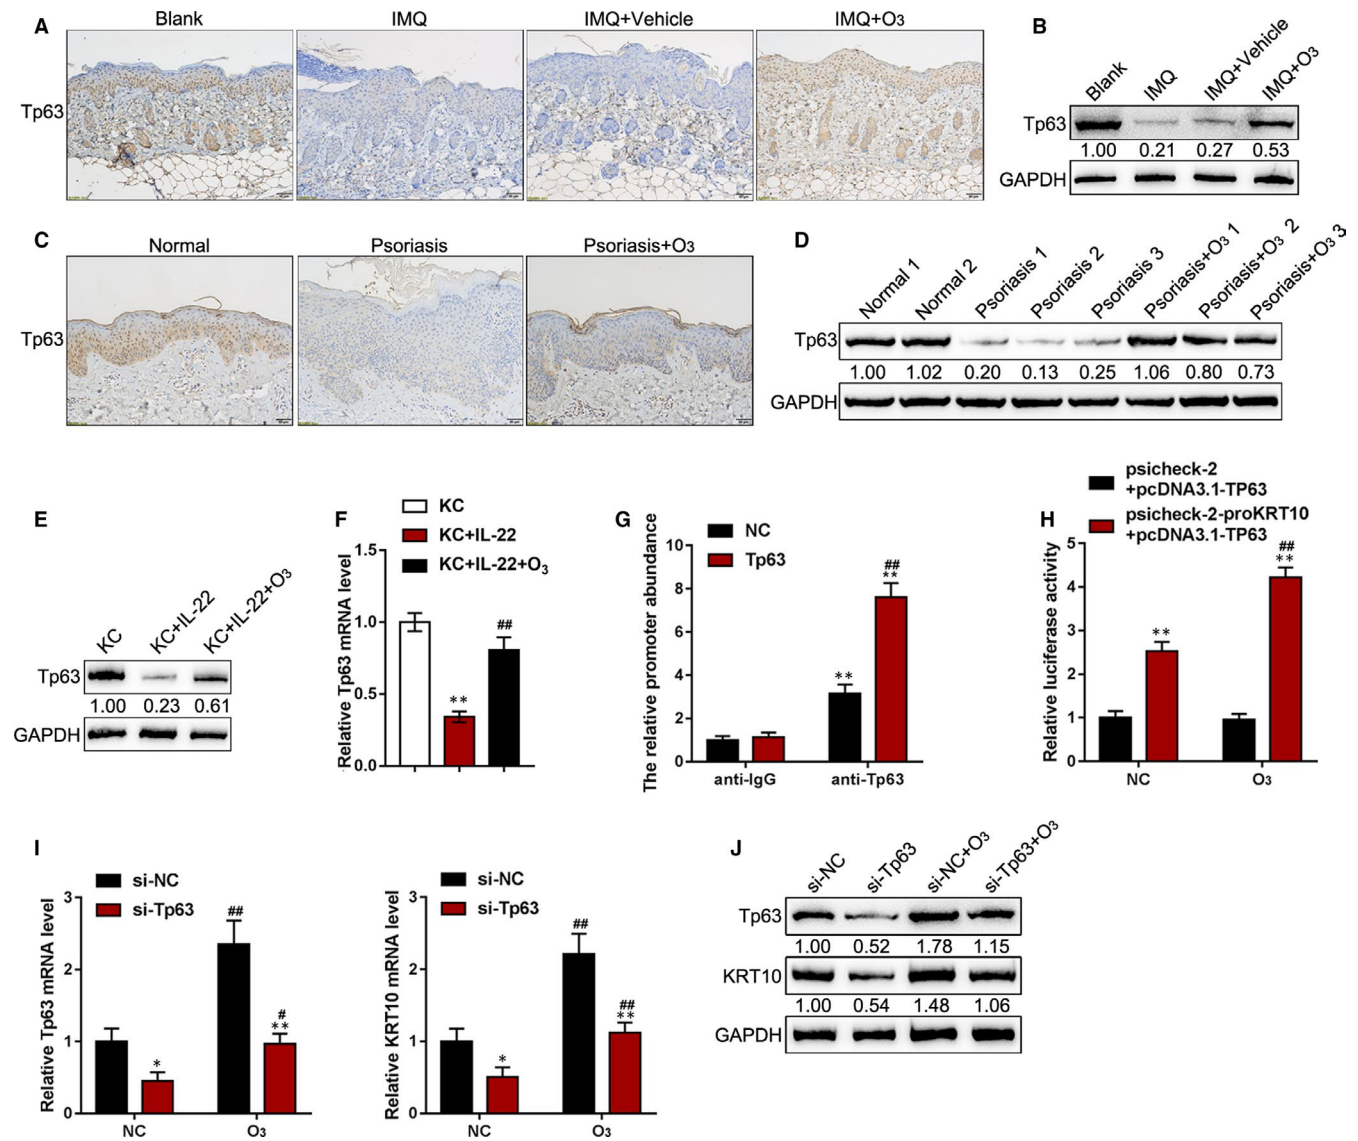 A
Blank
IMQ
IMQ+Vehicle
IMQ+O3
Tp63
B
Blank
IMQ
IMQ+Vehicle
IMQ+O3
Tp63
1.00 0.21 0.27 0.53
GAPDH
C
Normal
Psoriasis
Psoriasis+O3
Tp63
D
Normal 1
Normal 2
Psoriasis 1
Psoriasis 2
Psoriasis 3
Psoriasis+O3 1
Psoriasis+O3 2
Psoriasis+O3 3
Tp63
1.00 1.02 0.20 0.13 0.25 1.06 0.80 0.73
GAPDH
E
KC
KC+IL-22
KC+IL-22+O3
Tp63
1.00 0.23 0.61
GAPDH
F
KC
KC+IL-22
KC+IL-22+O3
Relative Tp63 mRNA level
1.5
1.0
0.5
0.0
**
##
G
NC
Tp63
The relative promoter abundance
10
8
6
4
2
0
**
##
**
anti-IgG
anti-Tp63
H
psicheck-2
+pcDNA3.1-TP63
psicheck-2-proKRT10
+pcDNA3.1-TP63
Relative luciferase activity
5
4
3
2
1
0
**
##
**
NC
O3
I
si-NC
si-Tp63
Relative Tp63 mRNA level
3
2
1
0
*
##
#
**
NC
O3
si-NC
si-Tp63
Relative KRT10 mRNA level
3
2
1
0
*
##
##
**
NC
O3
J
si-NC
si-Tp63
si-NC+O3
si-Tp63+O3
Tp63
1.00 0.52 1.78 1.15
KRT10
1.00 0.54 1.48 1.06
GAPDH